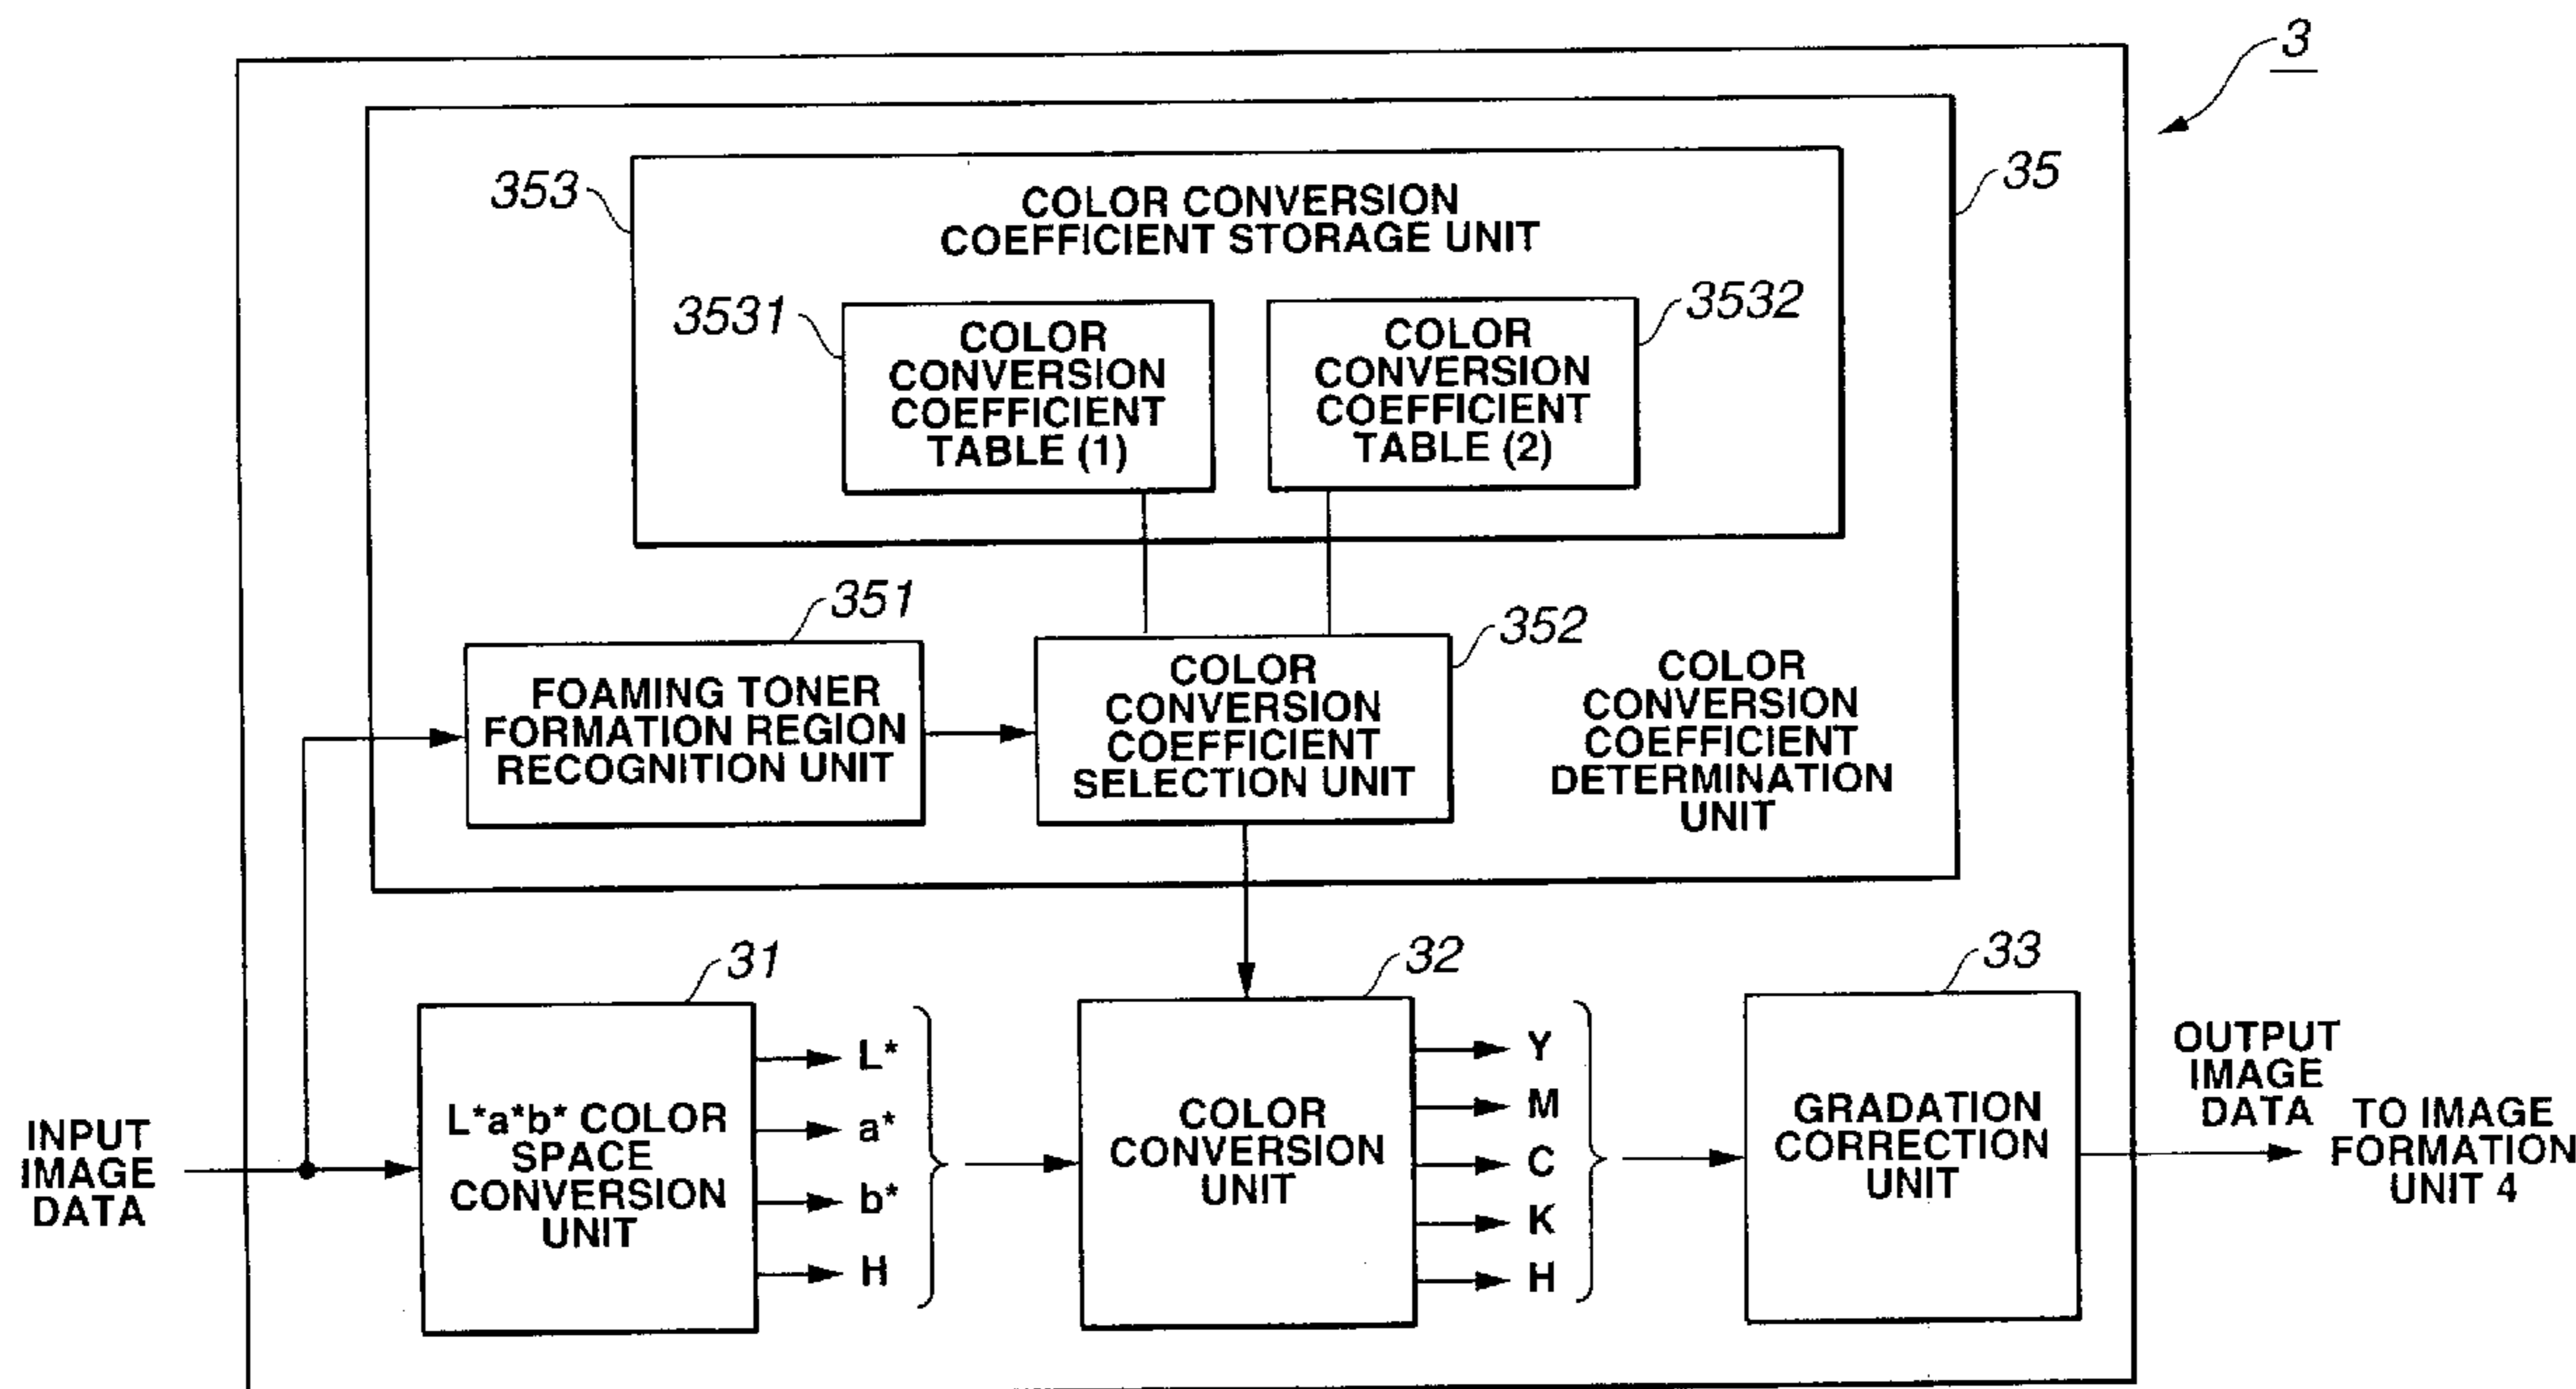 3
35
353
COLOR CONVERSION
COEFFICIENT STORAGE UNIT
3531
COLOR
CONVERSION
COEFFICIENT
TABLE (1)
3532
COLOR
CONVERSION
COEFFICIENT
TABLE (2)
351
FOAMING TONER
FORMATION REGION
RECOGNITION UNIT
352
COLOR
CONVERSION
COEFFICIENT
SELECTION UNIT
COLOR
CONVERSION
COEFFICIENT
DETERMINATION
UNIT
INPUT
IMAGE
DATA
31
L*a*b* COLOR
SPACE
CONVERSION
UNIT
L*
a*
b*
H
32
COLOR
CONVERSION
UNIT
Y
M
C
K
H
33
GRADATION
CORRECTION
UNIT
OUTPUT
IMAGE
DATA
TO IMAGE
FORMATION
UNIT 4